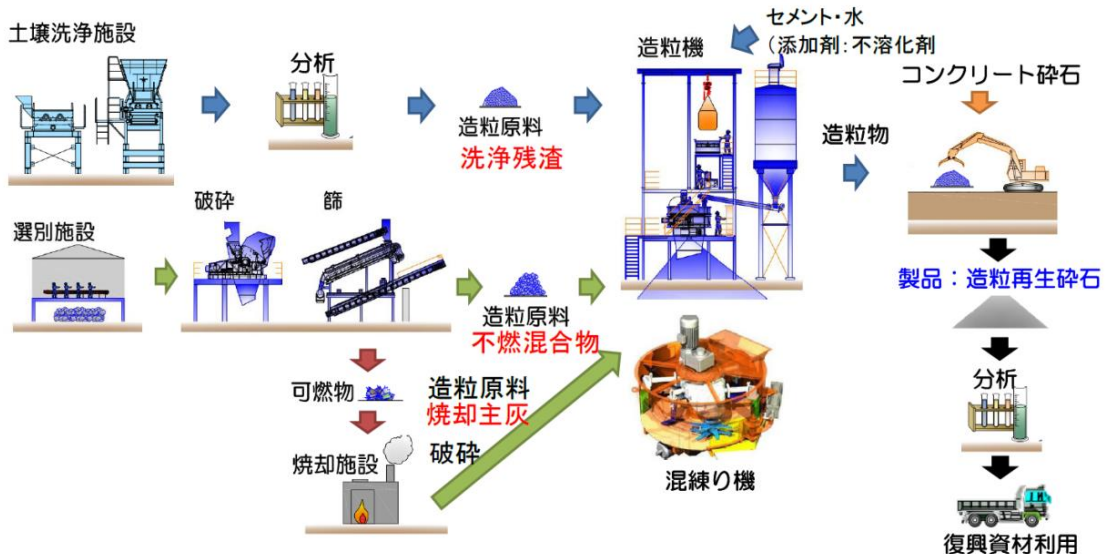 土壌洗浄施設
分析
造粒原料
洗浄残渣
造粒機
セメント・水
（添加剤：不溶化剤
コンクリート砕石
造粒物
選別施設
破砕
篩
造粒原料
不燃混合物
製品：造粒再生砕石
可燃物
造粒原料
焼却主灰
焼却施設
破砕
混練り機
分析
復興資材利用